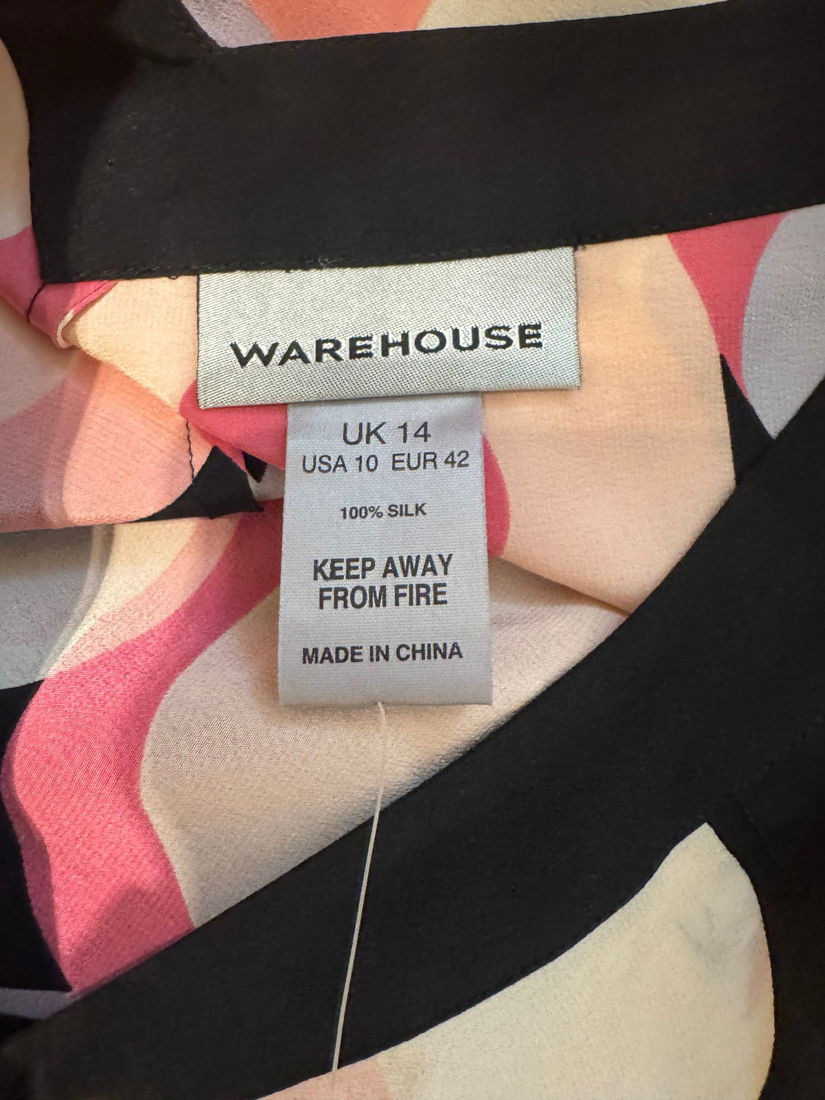 WAREHOUSE
UK 14
USA 10 EUR 42
100% SILK
KEEP AWAY
FROM FIRE
MADE IN CHINA